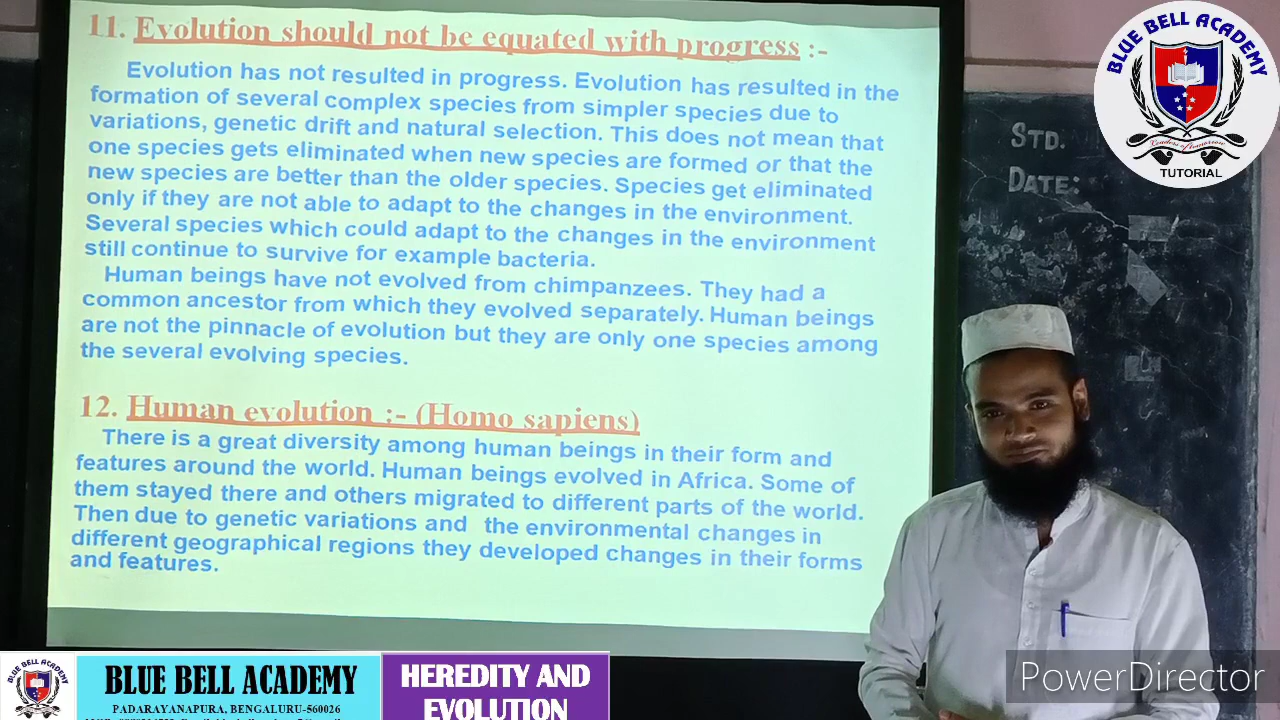 11. Evolution should not be equated with progress :-
Evolution has not resulted in progress. Evolution has resulted in the
formation of several complex species from simpler species due to
variations, genetic drift and natural selection. This does not mean that
one species gets eliminated when new species are formed or that the
new species are better than the older species. Species get eliminated
only if they are not able to adapt to the changes in the environment.
Several species which could adapt to the changes in the environment
still continue to survive for example bacteria.
Human beings have not evolved from chimpanzees. They had a
common ancestor from which they evolved separately. Human beings
are not the pinnacle of evolution but they are only one species among
the several evolving species.
12. Human evolution :- (Homo sapiens)
There is a great diversity among human beings in their form and
features around the world. Human beings evolved in Africa. Some of
them stayed there and others migrated to different parts of the world.
Then due to genetic variations and the environmental changes in
different geographical regions they developed changes in their forms
and features.
BLUE BELL ACADEMY
Leaders of tomorrow
TUTORIAL
STD.
DATE:
BLUE BELL ACADEMY
BLUE BELL ACADEMY
PADARAYANAPURA, BENGALURU-560026
HEREDITY AND
EVOLUTION
PowerDirector